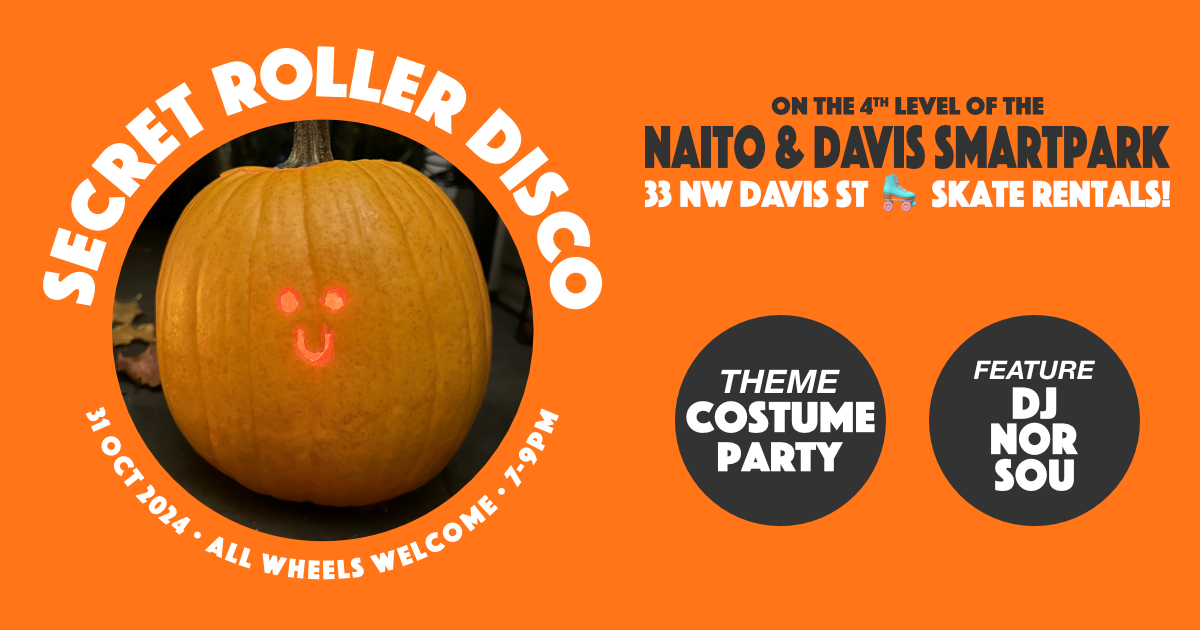 SECRET ROLLER DISCO
31 OCT 2024 • ALL WHEELS WELCOME • 7-9PM
ON THE 4TH LEVEL OF THE
NAITO & DAVIS SMARTPARK
33 NW DAVIS ST 🛼 SKATE RENTALS!
THEME
COSTUME
PARTY
FEATURE
DJ
NOR
SOU